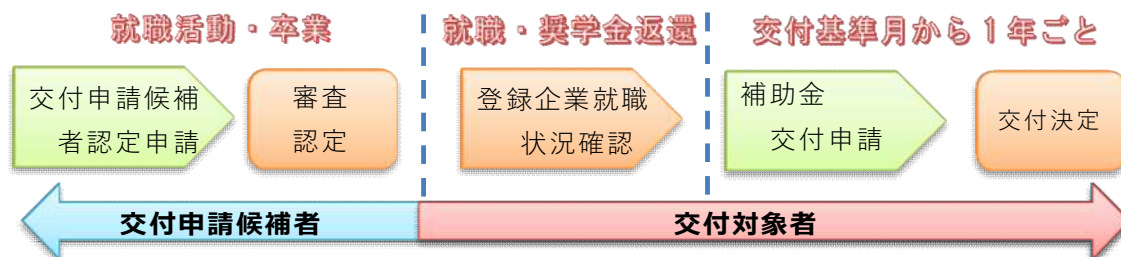 就職活動・卒業
就職・奨学金返還
交付基準月から1年ごと
交付申請候補
者認定申請
審査
認定
登録企業就職
状況確認
補助金
交付申請
交付決定
交付申請候補者
交付対象者